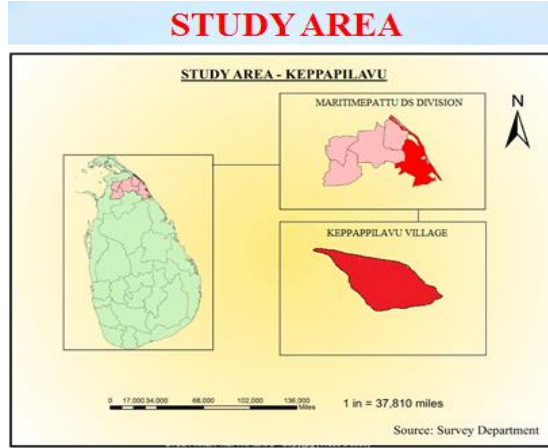 STUDY AREA
STUDY AREA - KEPPAPILAVU
MARITIMEPATTU DS DIVISION
N
KEPPAPPILAVU VILLAGE
0 17,000 34,000 68,000 102,000 136,000
Miles
1 in = 37,810 miles
Source: Survey Department